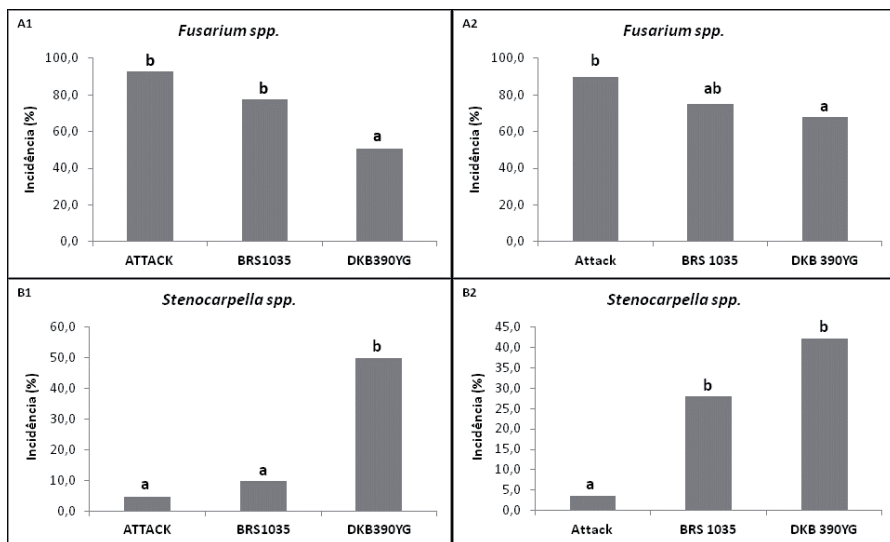 A1
Fusarium spp.
Incidência (%)
100,0
80,0
60,0
40,0
20,0
0,0
b
b
a
ATTACK BRS1035 DKB390YG
A2
Fusarium spp.
Incidência (%)
100,0
80,0
60,0
40,0
20,0
0,0
b
ab
a
Attack BRS 1035 DKB 390YG
B1
Stenocarpella spp.
Incidência (%)
60,0
50,0
40,0
30,0
20,0
10,0
0,0
a
a
b
ATTACK BRS1035 DKB390YG
B2
Stenocarpella spp.
Incidência (%)
45,0
40,0
35,0
30,0
25,0
20,0
15,0
10,0
5,0
0,0
a
b
b
Attack BRS 1035 DKB 390YG